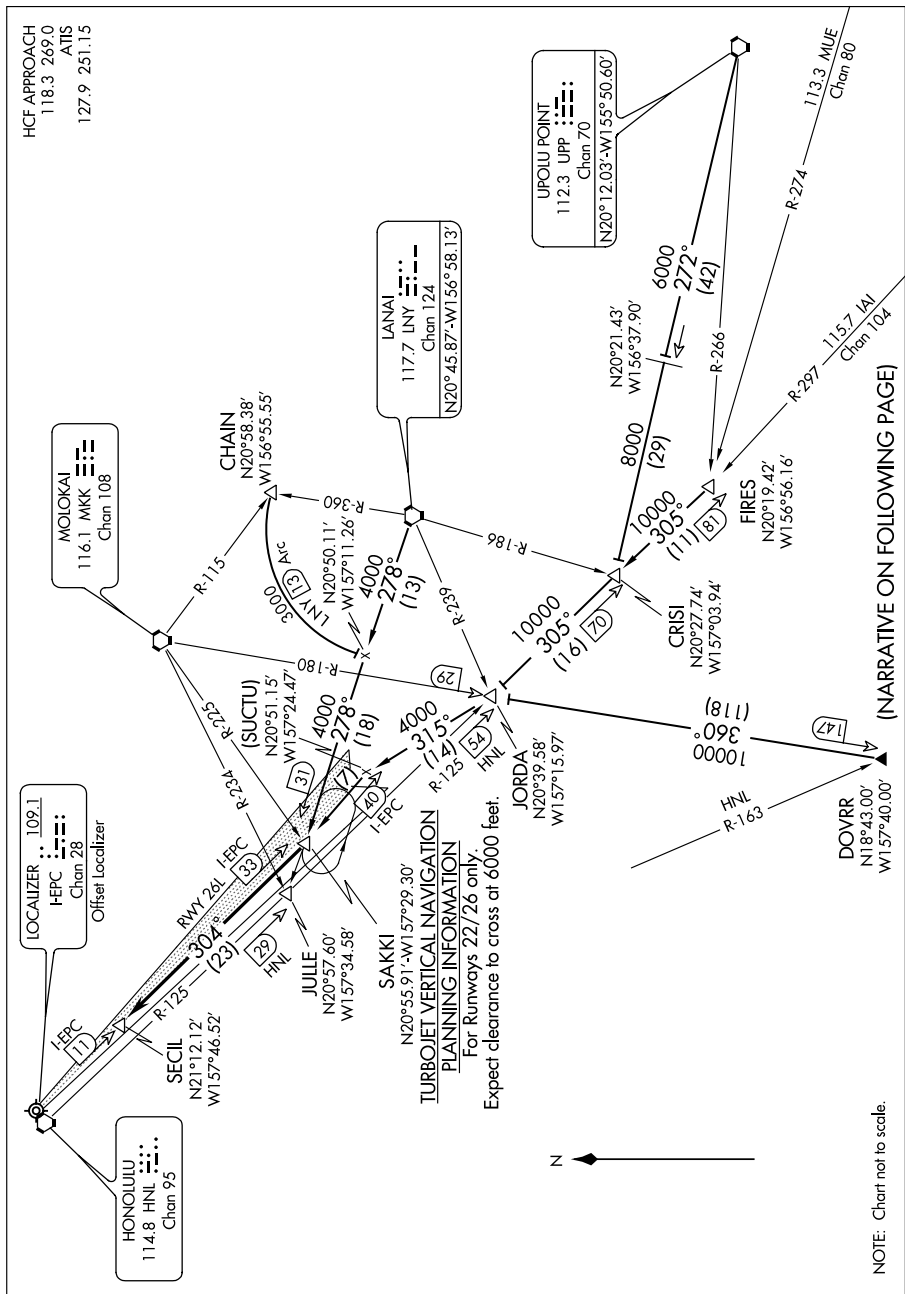 HCF APPROACH
118.3 269.0
ATIS
127.9 251.15
LOCALIZER 109.1
I-EPC
Chan 28
Offset Localizer
HONOLULU
114.8 HNL
Chan 95
MOLOKAI
116.1 MKK
Chan 108
LANAI
117.7 LNY
Chan 124
N20°45.87'-W156°58.13'
UPOLU POINT
112.3 UPP
Chan 70
N20°12.03'-W155°50.60'
CHAIN
N20°58.38'
W156°55.55'
R-115
R-360
3000
LNY 13 Arc
N20°50.11'
W157°11.26'
4000
278°
(13)
R-186
R-239
R-180
R-225
R-234
(SUCTU)
N20°51.15'
W157°24.47'
4000
278°
(18)
I-EPC
11
I-EPC
33
31
RWY 26L
304°
(23)
R-125
29
HNL
SECIL
N21°12.12'
W157°46.52'
JULLE
N20°57.60'
W157°34.58'
SAKKI
N20°55.91'-W157°29.30'
(7)
40
I-EPC
4000
315°
(14)
R-125
54
HNL
29
JORDA
N20°39.58'
W157°15.97'
10000
305°
(16)
70
CRISI
N20°27.74'
W157°03.94'
10000
305°
(11)
81
FIRES
N20°19.42'
W156°56.16'
8000
(29)
N20°21.43'
W156°37.90'
6000
272°
(42)
R-266
R-274
113.3 MUE
Chan 80
R-297
115.7 IAI
Chan 104
10000
360°
(118)
147
HNL
R-163
DOVRR
N18°43.00'
W157°40.00'
TURBOJET VERTICAL NAVIGATION
PLANNING INFORMATION
For Runways 22/26 only.
Expect clearance to cross at 6000 feet.
N
(NARRATIVE ON FOLLOWING PAGE)
NOTE: Chart not to scale.